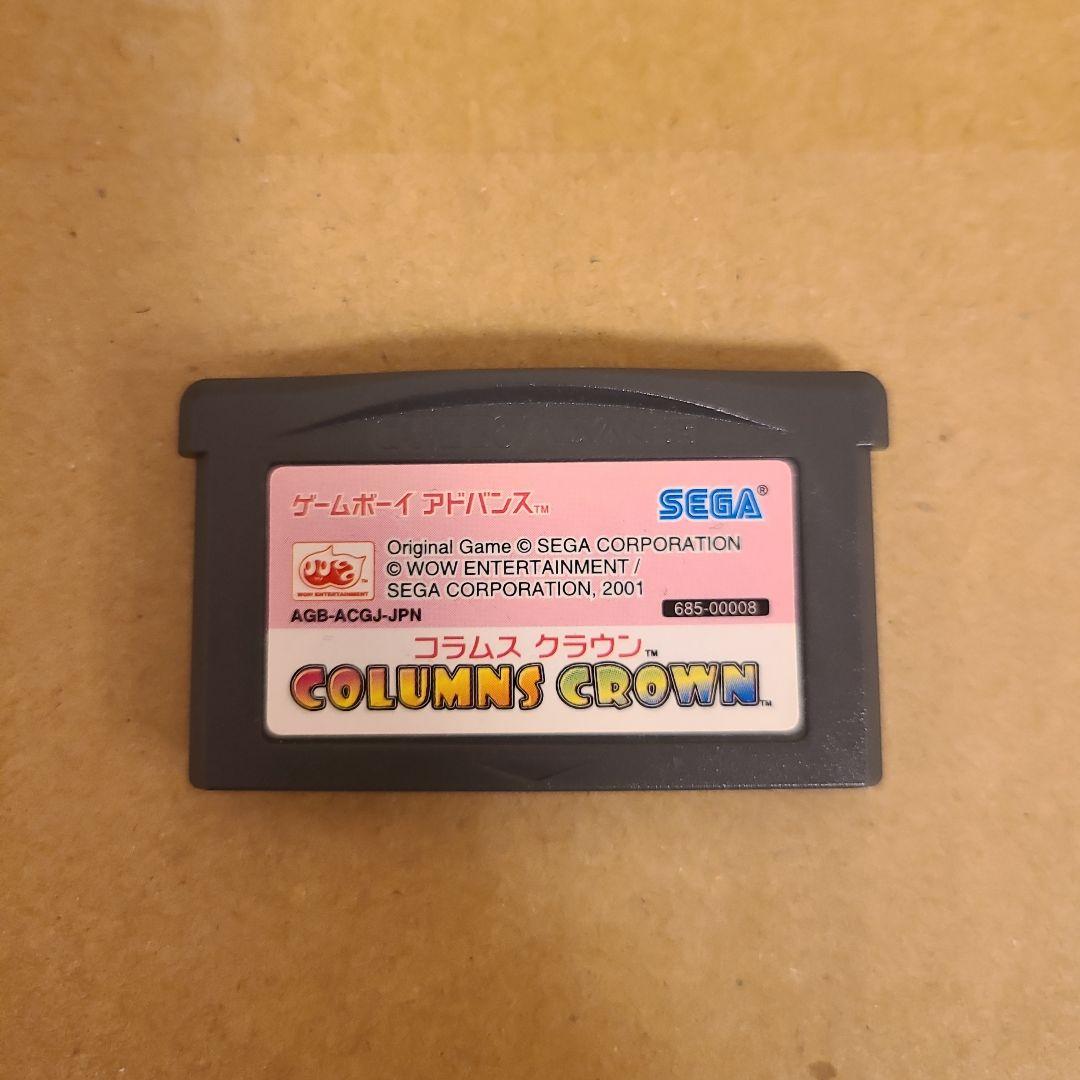 ゲームボーイ アドバンス™
SEGA®
Original Game © SEGA CORPORATION
© WOW ENTERTAINMENT /
SEGA CORPORATION, 2001
WOW ENTERTAINMENT
AGB-ACGJ-JPN
685-00008
コラムス クラウン™
COLUMNS CROWN™